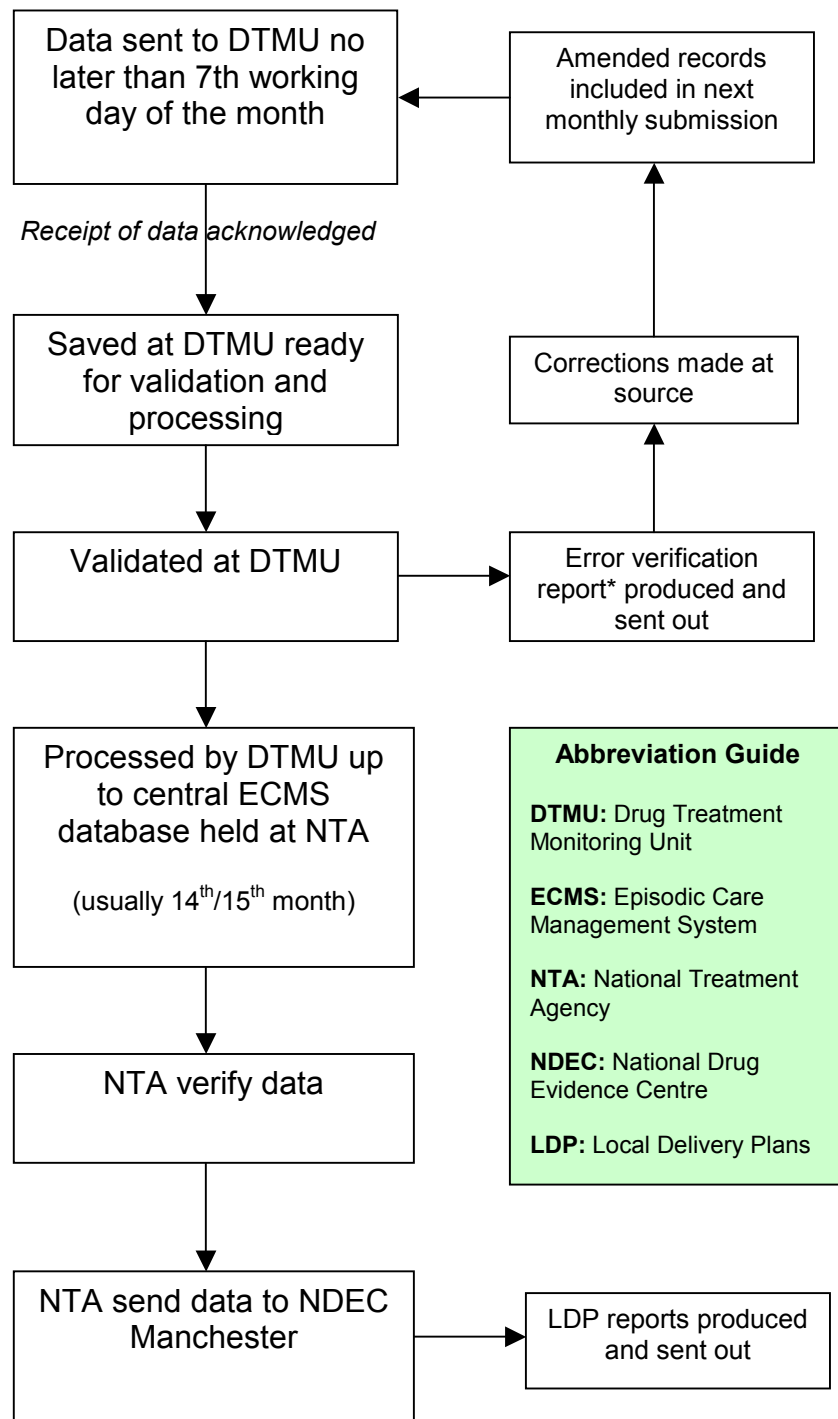 Data sent to DTMU no
later than 7th working
day of the month
Amended records
included in next
monthly submission
Receipt of data acknowledged
Saved at DTMU ready
for validation and
processing
Corrections made at
source
Validated at DTMU
Error verification
report* produced and
sent out
Processed by DTMU up
to central ECMS
database held at NTA
(usually 14th/15th month)
Abbreviation Guide
DTMU: Drug Treatment
Monitoring Unit
ECMS: Episodic Care
Management System
NTA: National Treatment
Agency
NDEC: National Drug
Evidence Centre
LDP: Local Delivery Plans
NTA verify data
NTA send data to NDEC
Manchester
LDP reports produced
and sent out